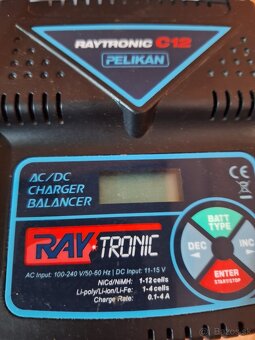 RAYTRONIC C12
PELIKAN
AC/DC
CHARGER
BALANCER
CE
BATT
TYPE
RAY TRONIC
DEC
INC
ENTER
START/STOP
AC Input: 100-240 V/50-60 Hz | DC Input: 11-15 V
NiCd/NiMH: 1-12 cells
Li-poly/Li-ion/Li-Fe: 1-4 cells
Charge Rate: 0.1-4 A